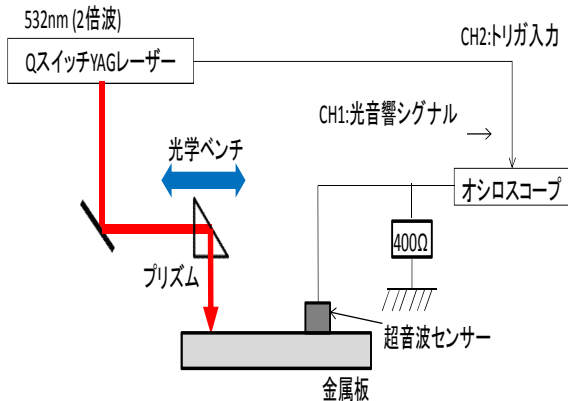 532nm (2倍波)
QスイッチYAGレーザー
CH2:トリガ入力
CH1:光音響シグナル
光学ベンチ
オシロスコープ
400Ω
プリズム
超音波センサー
金属板